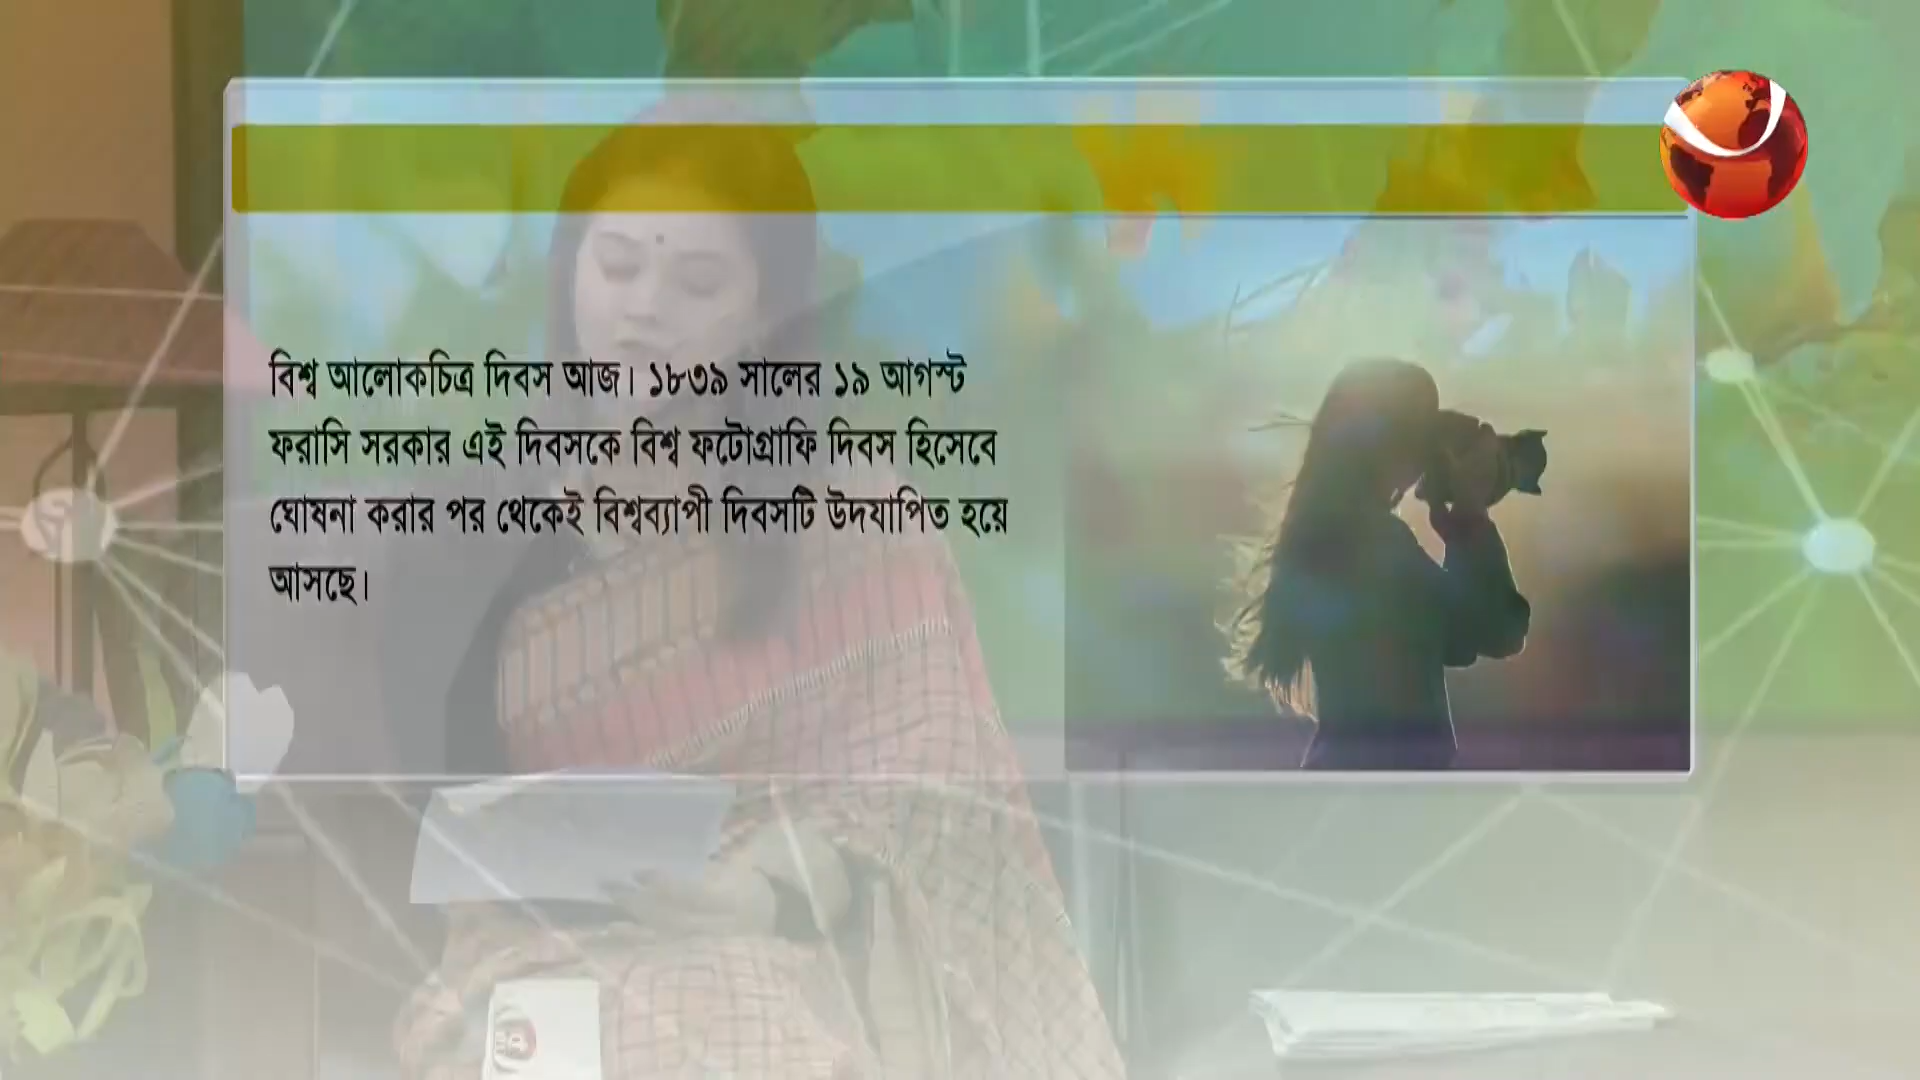 বিশ্ব আলোকচিত্র দিবস আজ। ১৮৩৯ সালের ১৯ আগস্ট
ফরাসি সরকার এই দিবসকে বিশ্ব ফটোগ্রাফি দিবস হিসেবে
ঘোষনা করার পর থেকেই বিশ্বব্যাপী দিবসটি উদযাপিত হয়ে
আসছে।